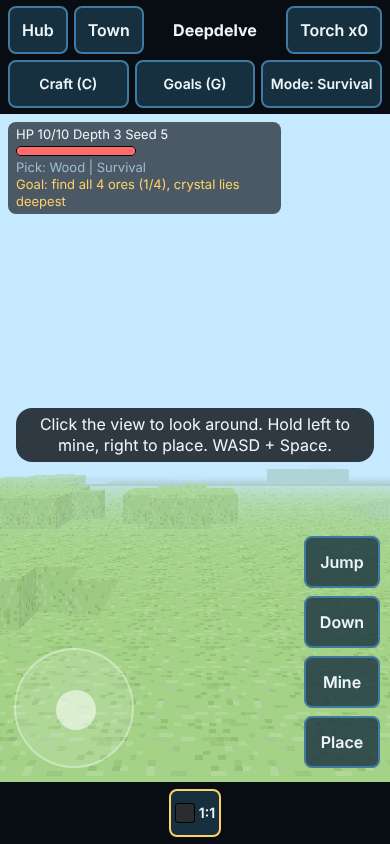 Hub
Town
Deepdelve
Torch x0
Craft (C)
Goals (G)
Mode: Survival
HP 10/10 Depth 3 Seed 5
Pick: Wood | Survival
Goal: find all 4 ores (1/4), crystal lies
deepest
Click the view to look around. Hold left to
mine, right to place. WASD + Space.
Jump
Down
Mine
Place
1:1